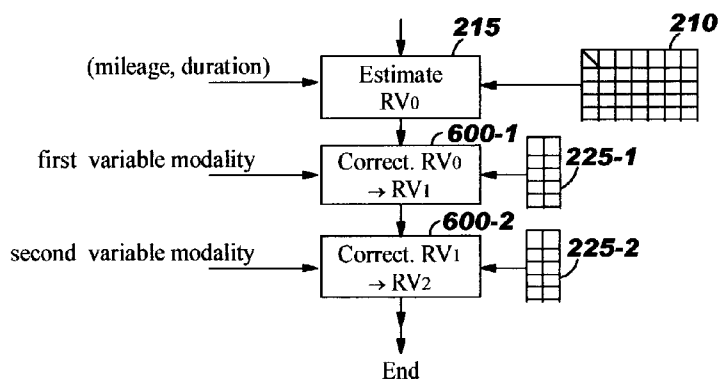 215
210
(mileage, duration)
Estimate
RV0
600-1
first variable modality
Correct. RV0
→ RV1
225-1
600-2
second variable modality
Correct. RV1
→ RV2
225-2
End